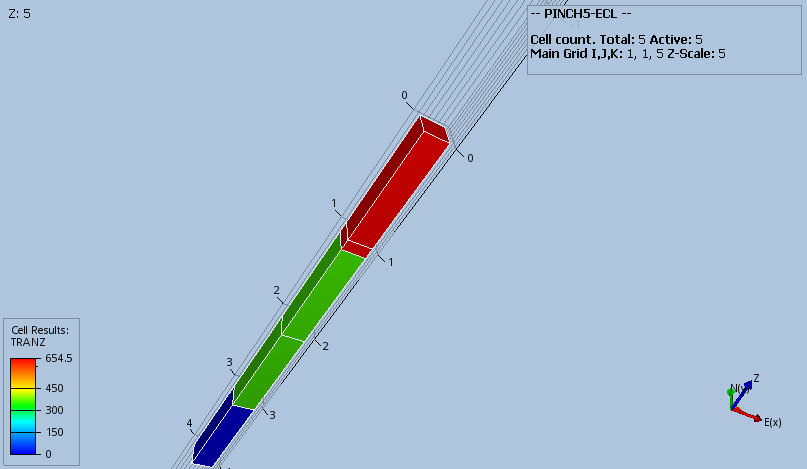 Z: 5
-- PINCH5-ECL --
Cell count. Total: 5 Active: 5
Main Grid I,J,K: 1, 1, 5 Z-Scale: 5
0
0
1
1
2
2
3
3
4
Cell Results:
TRANZ
654.5
450
300
150
0
Z
N(y)
E(x)